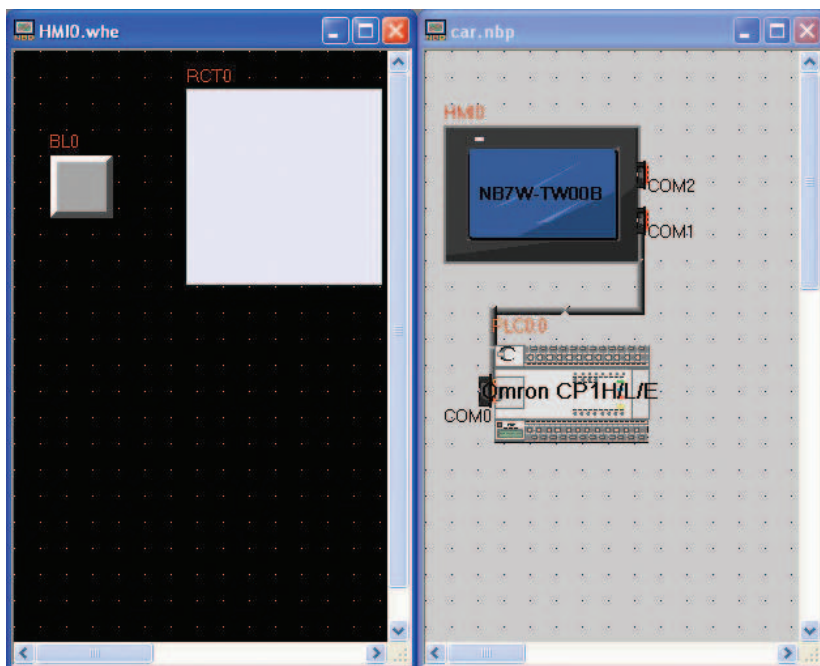 HMI0.whe
RCT0
BL0
car.nbp
HMI0
NB7W-TW00B
COM2
COM1
PLC0:0
Omron CP1H/L/E
COM0